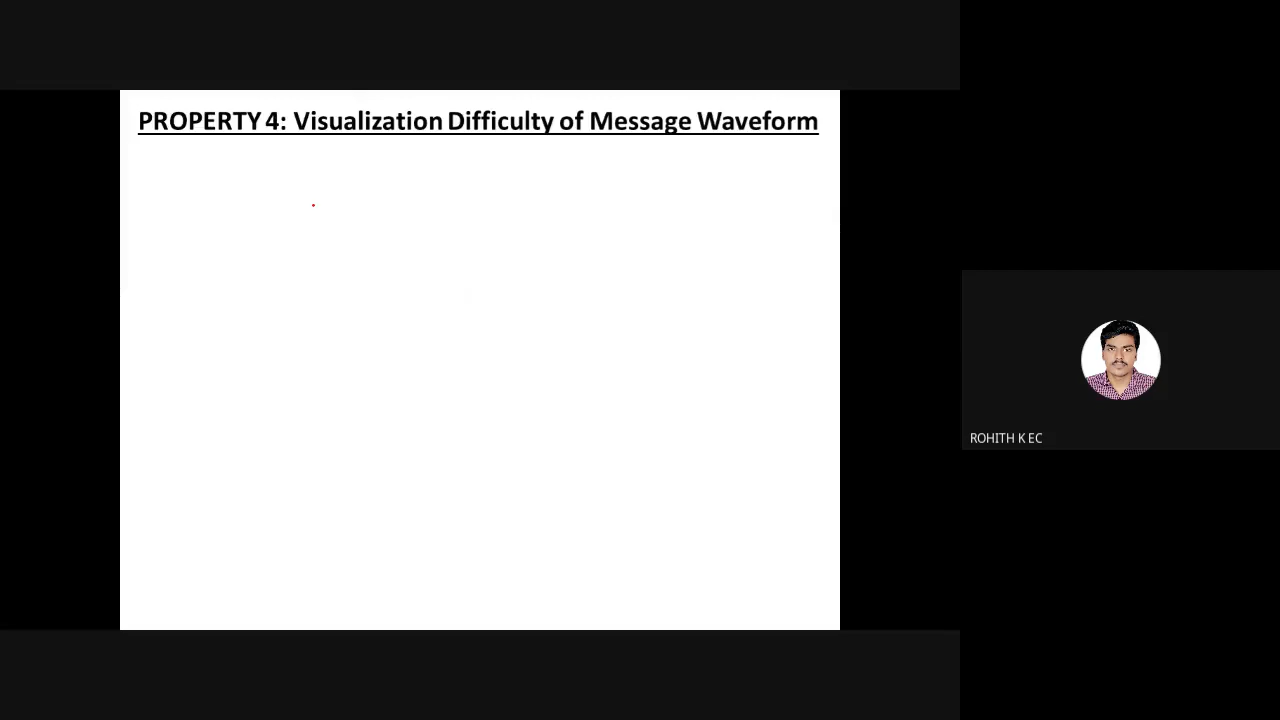 PROPERTY 4: Visualization Difficulty of Message Waveform
ROHITH K EC